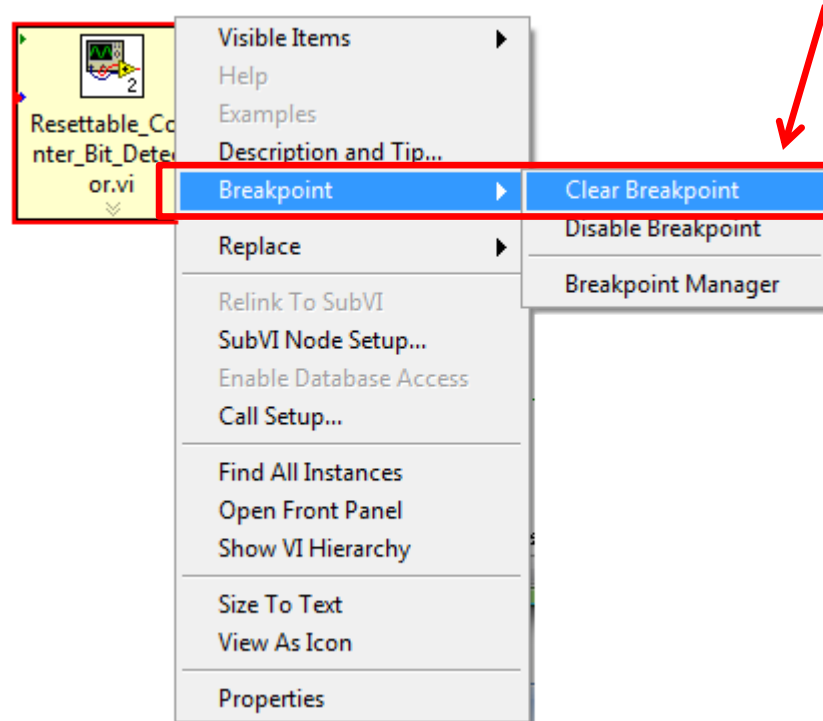 2
Resettable_Co
nter_Bit_Dete
or.vi
Visible Items
Help
Examples
Description and Tip...
Breakpoint
Replace
Relink To SubVI
SubVI Node Setup...
Enable Database Access
Call Setup...
Find All Instances
Open Front Panel
Show VI Hierarchy
Size To Text
View As Icon
Properties
Clear Breakpoint
Disable Breakpoint
Breakpoint Manager